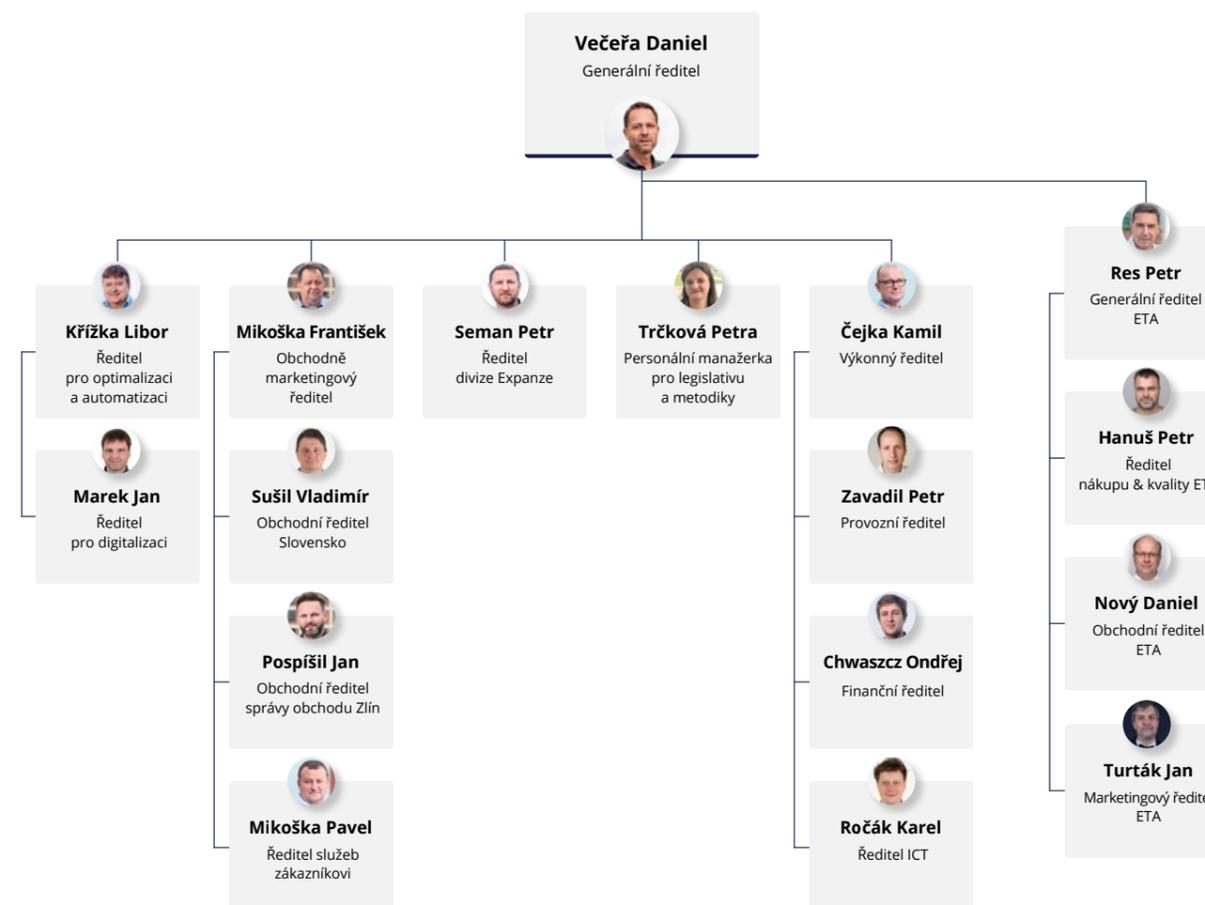 Večeřa Daniel
Generální ředitel
Křížka Libor
Ředitel
pro optimalizaci
a automatizaci
Marek Jan
Ředitel
pro digitalizaci
Mikoška František
Obchodně
marketingový
ředitel
Sušil Vladimír
Obchodní ředitel
Slovensko
Pospíšil Jan
Obchodní ředitel
správy obchodu Zlín
Mikoška Pavel
Ředitel služeb
zákazníkovi
Seman Petr
Ředitel
divize Expanze
Trčková Petra
Personální manažerka
pro legislativu
a metodiky
Čejka Kamil
Výkonný ředitel
Zavadil Petr
Provozní ředitel
Chwaszcz Ondřej
Finanční ředitel
Ročák Karel
Ředitel ICT
Res Petr
Generální ředitel
ETA
Hanuš Petr
Ředitel
nákupu & kvality
Nový Daniel
Obchodní ředitel
ETA
Turták Jan
Marketingový
ETA